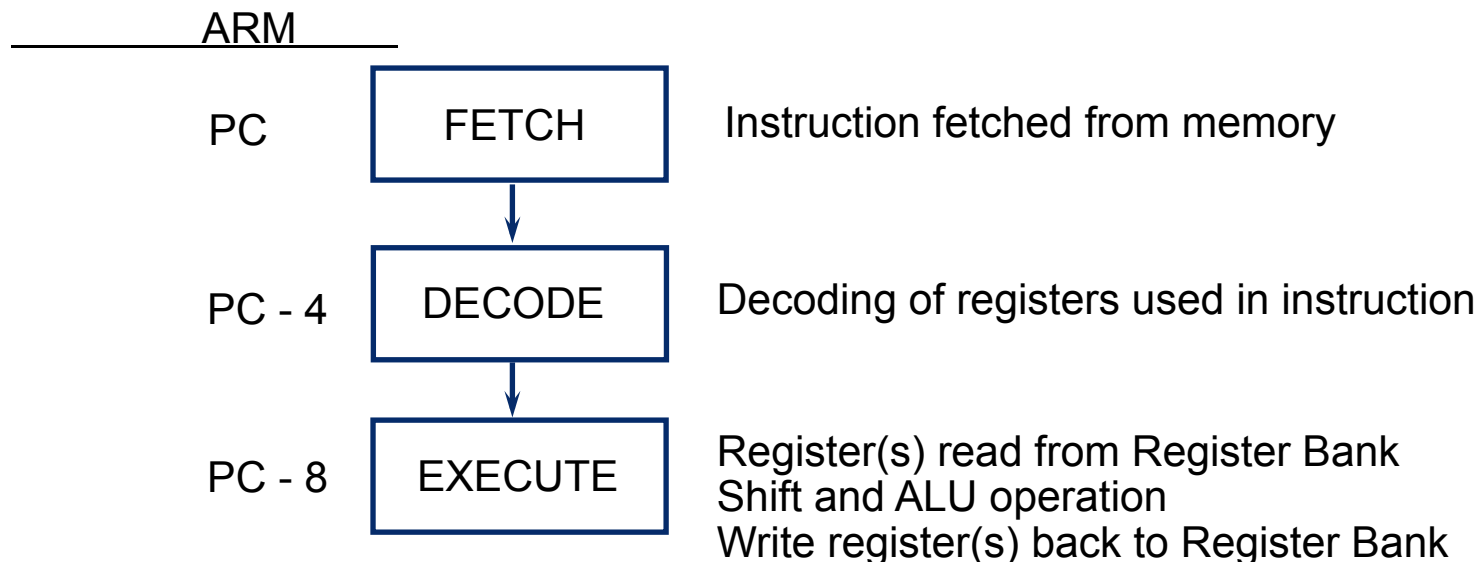 ARM
PC
FETCH
Instruction fetched from memory
PC - 4
DECODE
Decoding of registers used in instruction
PC - 8
EXECUTE
Register(s) read from Register Bank
Shift and ALU operation
Write register(s) back to Register Bank